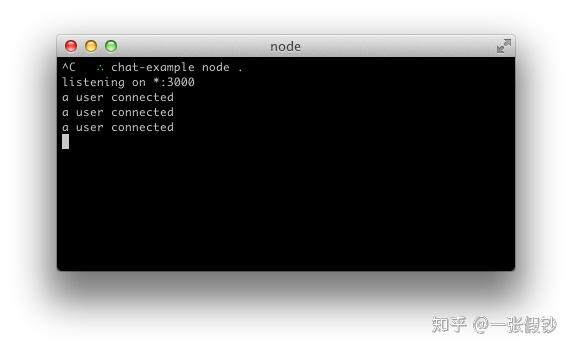 node
^C ∴ chat-example node .
listening on *:3000
a user connected
a user connected
a user connected
知乎 @一张假钞